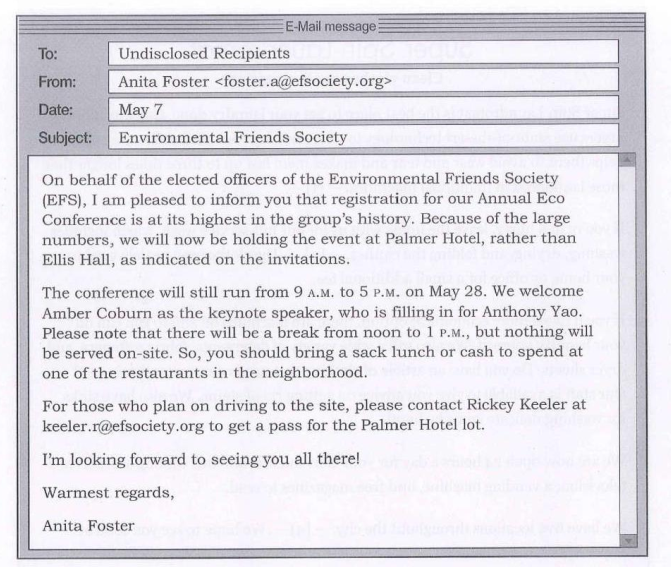 E-Mail message
To: Undisclosed Recipients
From: Anita Foster <foster.a@efsociety.org>
Date: May 7
Subject: Environmental Friends Society
On behalf of the elected officers of the Environmental Friends Society
(EFS), I am pleased to inform you that registration for our Annual Eco
Conference is at its highest in the group's history. Because of the large
numbers, we will now be holding the event at Palmer Hotel, rather than
Ellis Hall, as indicated on the invitations.
The conference will still run from 9 A.M. to 5 P.M. on May 28. We welcome
Amber Coburn as the keynote speaker, who is filling in for Anthony Yao.
Please note that there will be a break from noon to 1 P.M., but nothing will
be served on-site. So, you should bring a sack lunch or cash to spend at
one of the restaurants in the neighborhood.
For those who plan on driving to the site, please contact Rickey Keeler at
keeler.r@efsociety.org to get a pass for the Palmer Hotel lot.
I'm looking forward to seeing you all there!
Warmest regards,
Anita Foster